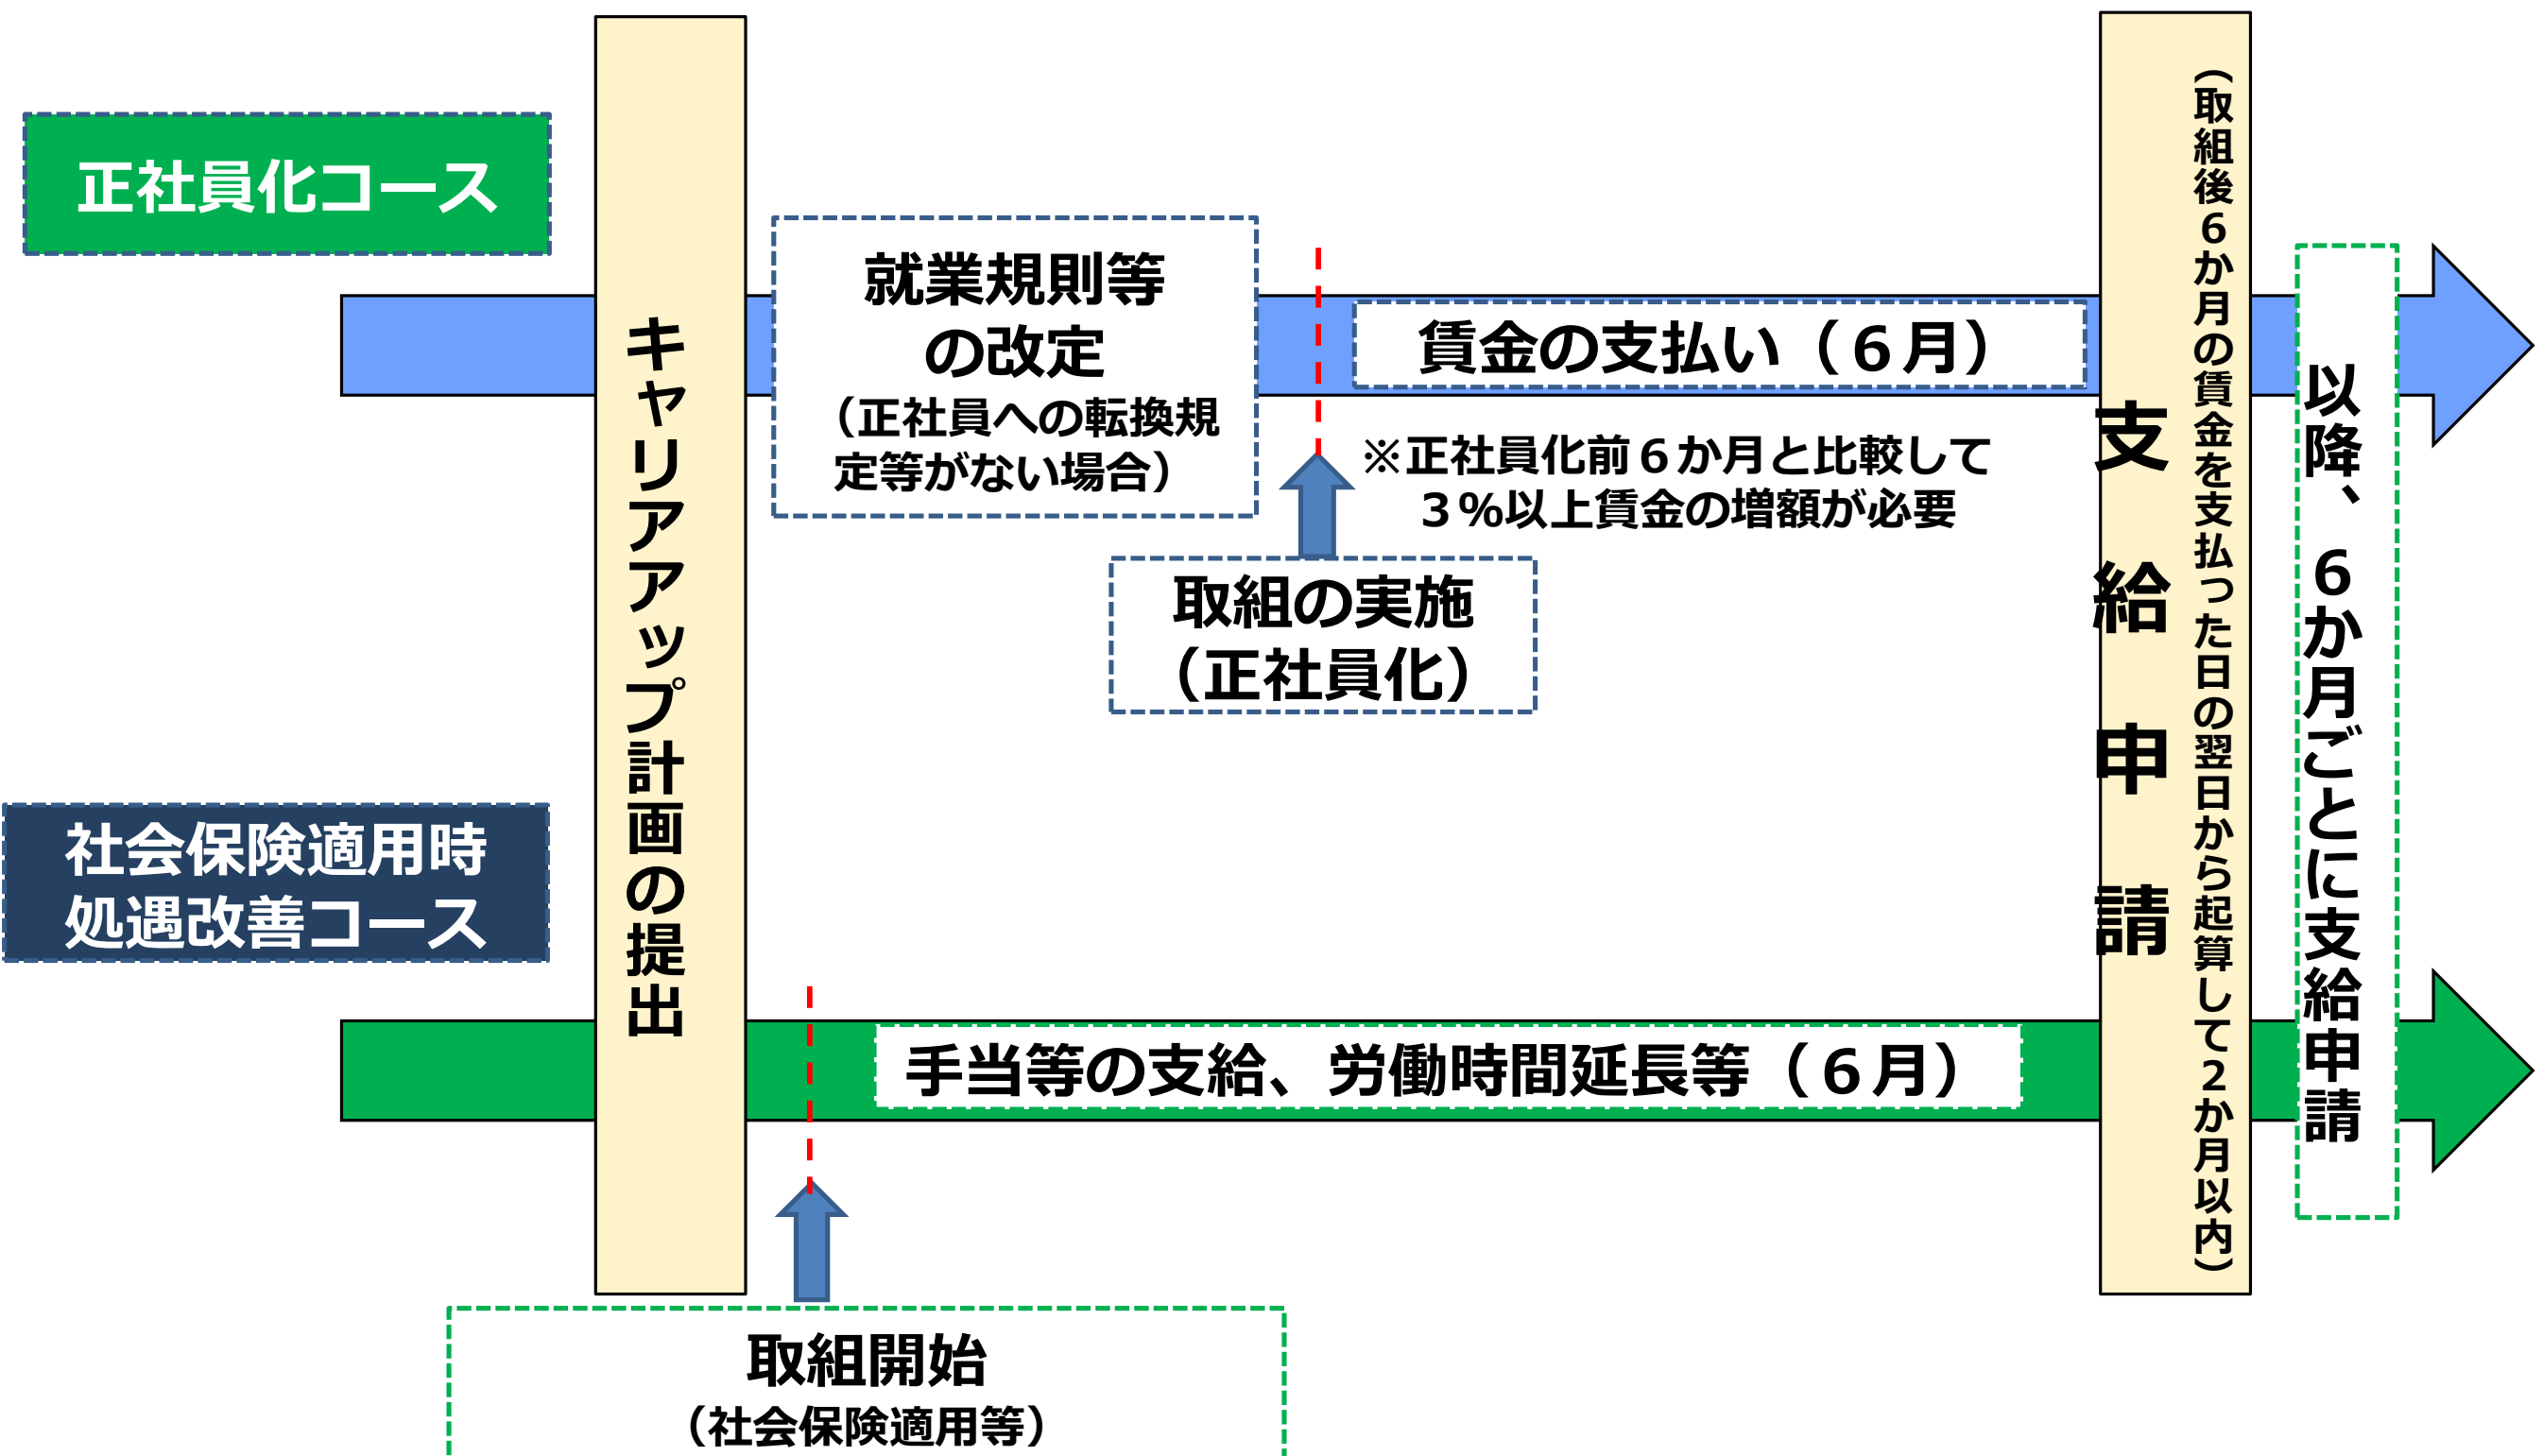 正社員化コース
キャリアアップ計画の提出
就業規則等
の改定
（正社員への転換規
定等がない場合）
賃金の支払い（６月）
※正社員化前６か月と比較して
３％以上賃金の増額が必要
取組の実施
（正社員化）
支給申請
（取組後６か月の賃金を支払った日の翌日から起算して２か月以内）
以降、６か月ごとに支給申請
社会保険適用時
処遇改善コース
手当等の支給、労働時間延長等（６月）
取組開始
（社会保険適用等）